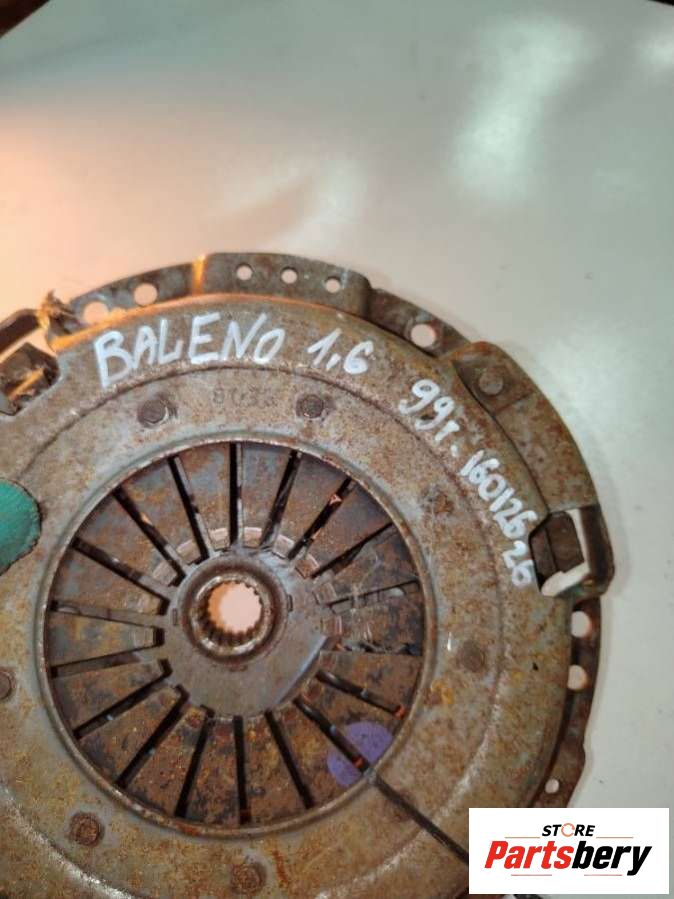 BALENO 1,6 99г. 16012626
STORE
Partsbery